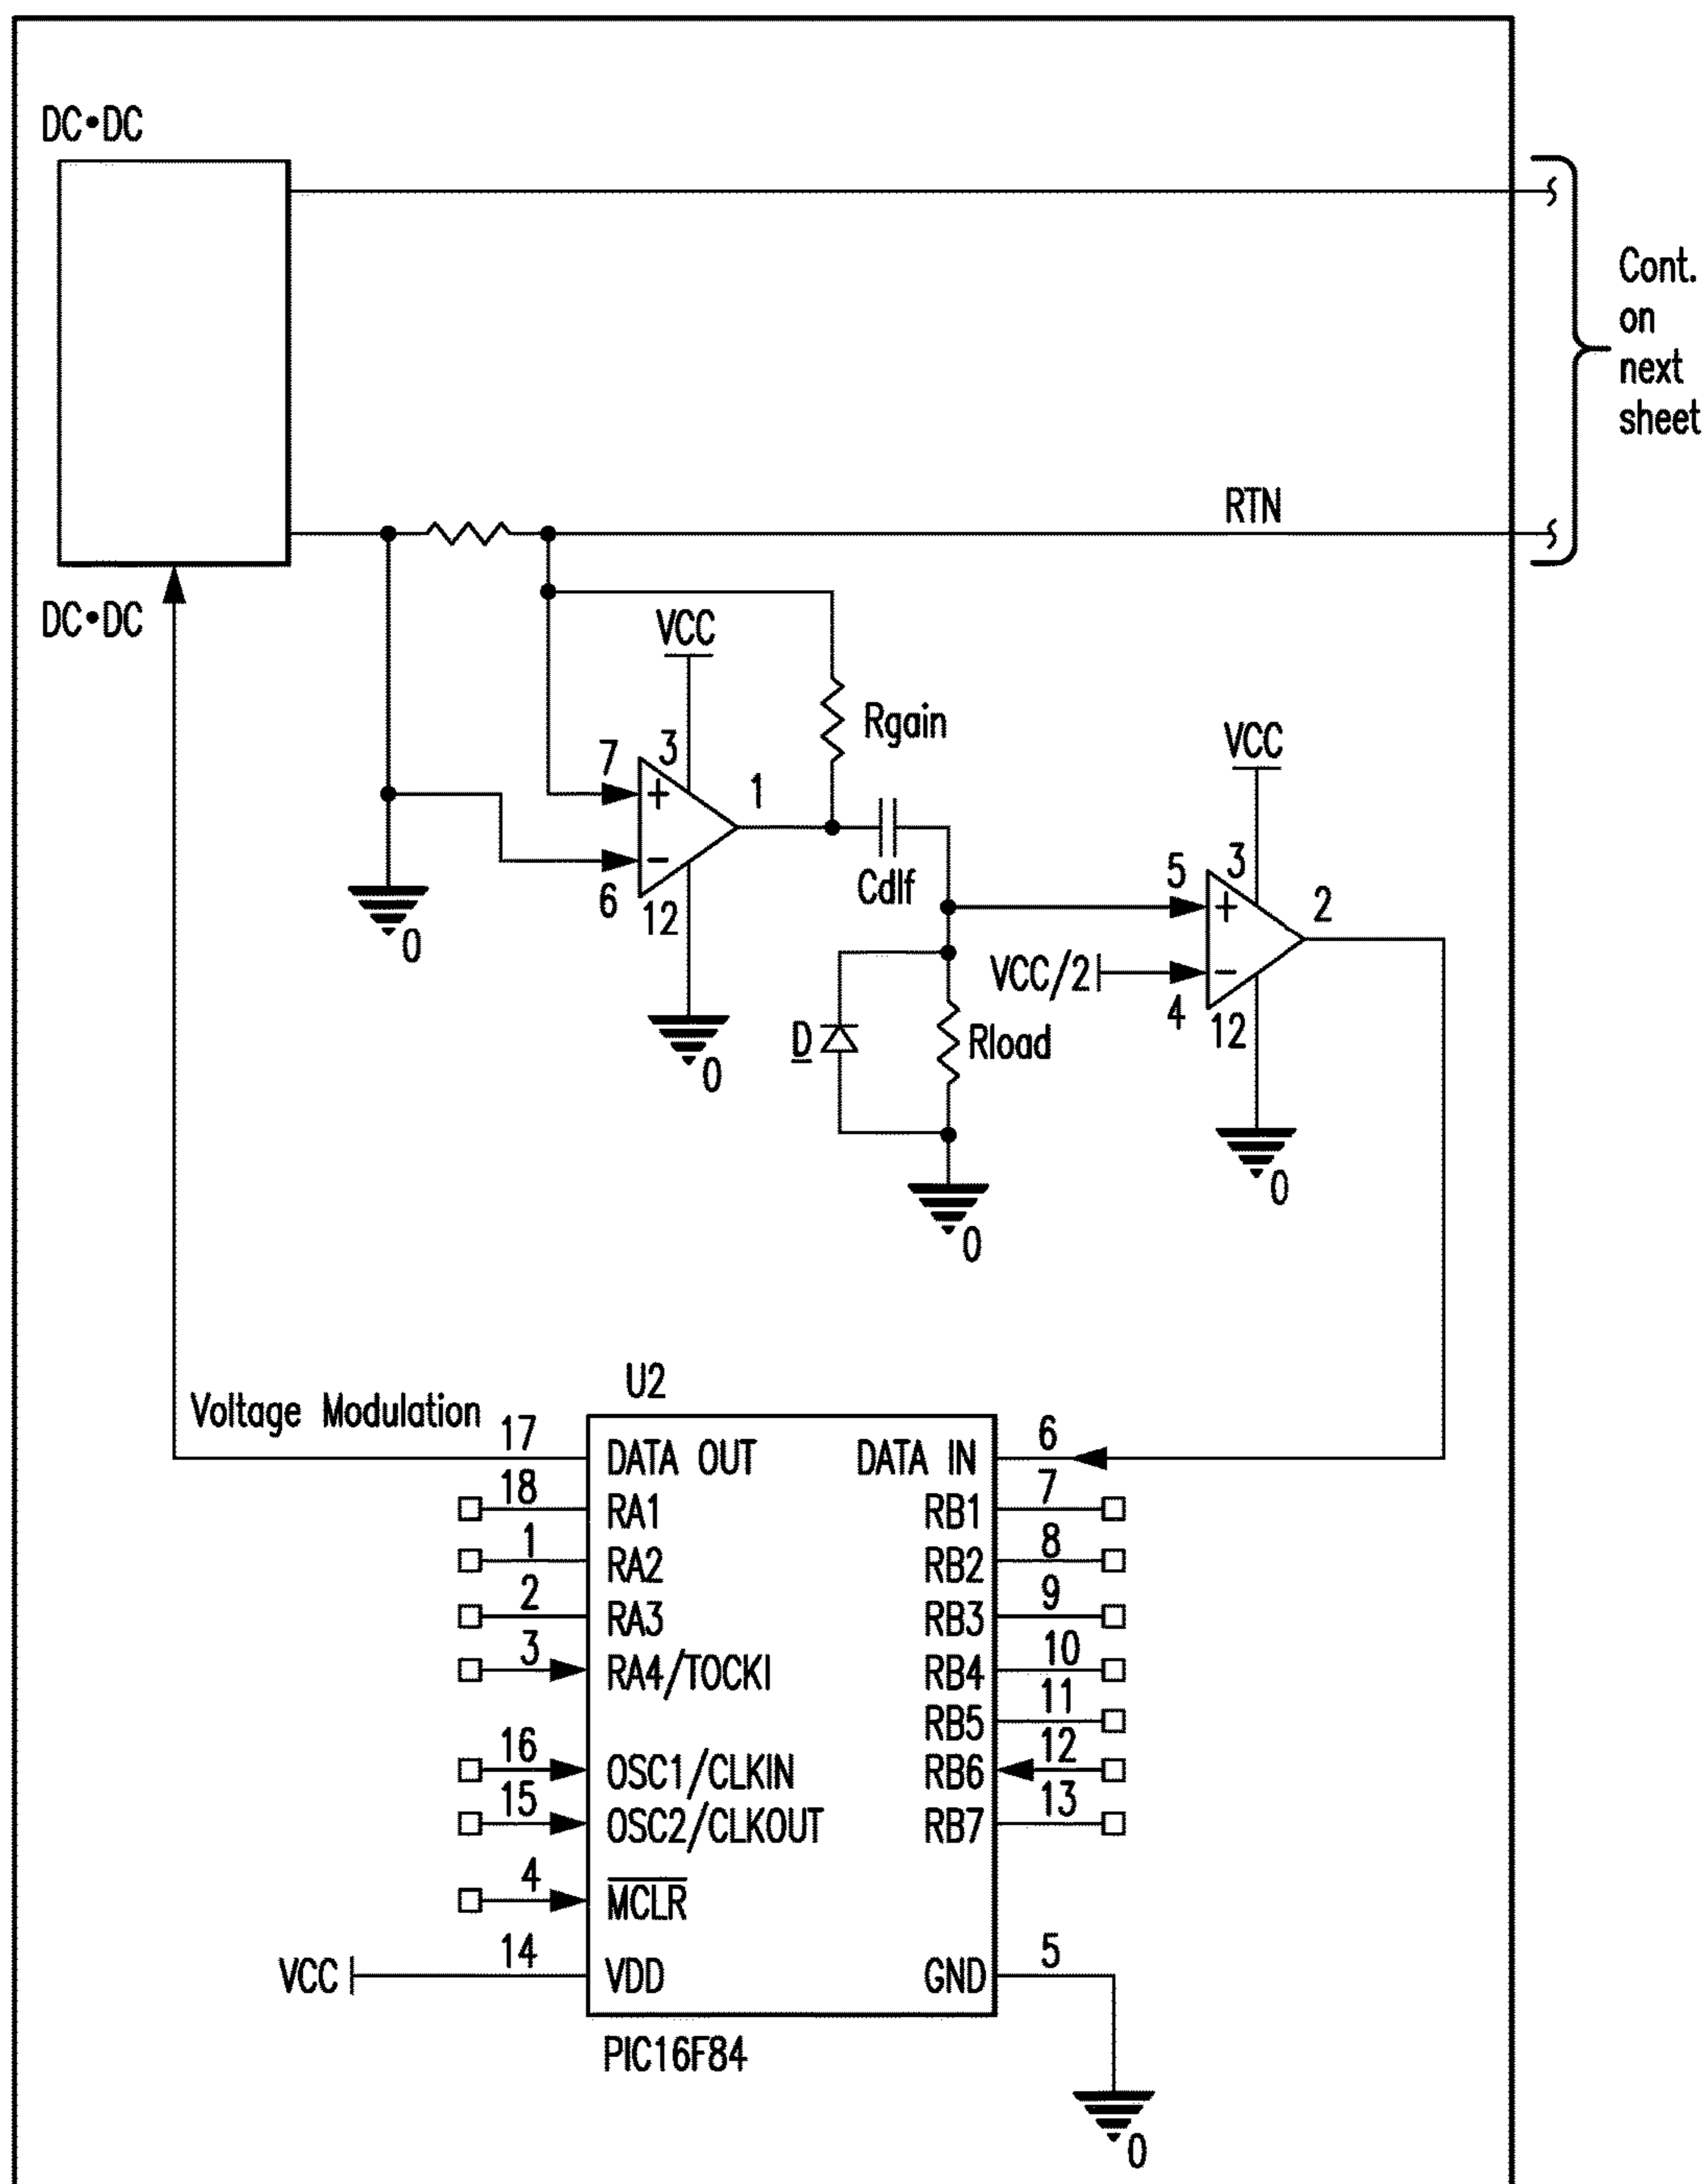 DC•DC
Cont.
on
next
sheet
RTN
DC•DC
VCC
Rgain
7
3
1
6
12
0
0
Cdlf
VCC
5
3
2
VCC/2
4
12
D
Rload
0
0
U2
Voltage Modulation
17 DATA OUT DATA IN 6
18 RA1 RB1 7
1 RA2 RB2 8
2 RA3 RB3 9
3 RA4/TOCKI RB4 10
RB5 11
16 OSC1/CLKIN RB6 12
15 OSC2/CLKOUT RB7 13
4 M̅C̅L̅R̅
VCC 14 VDD GND 5
PIC16F84
0